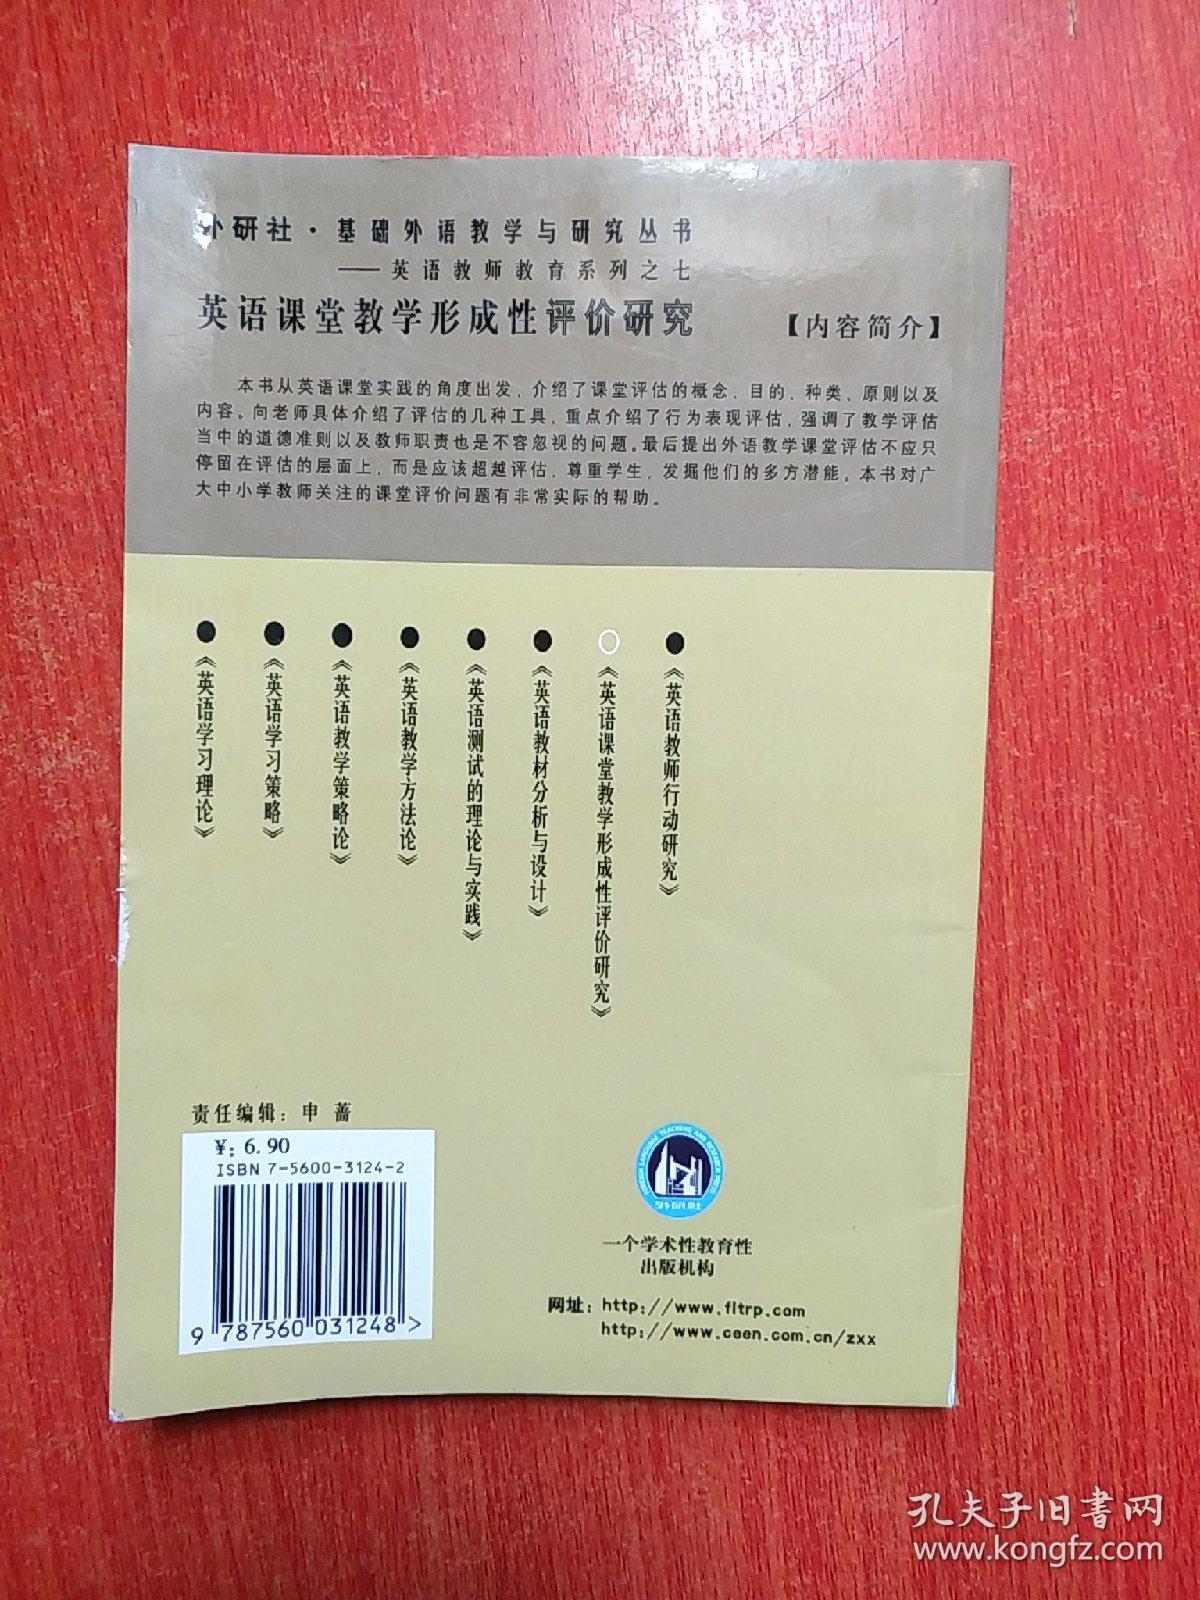 外研社·基础外语教学与研究丛书
——英语教师教育系列之七
英语课堂教学形成性评价研究
【内容简介】
本书从英语课堂实践的角度出发，介绍了课堂评估的概念、目的、种类、原则以及
内容。向老师具体介绍了评估的几种工具，重点介绍了行为表现评估，强调了教学评估
当中的道德准则以及教师职责也是不容忽视的问题。最后提出外语教学课堂评估不应只
停留在评估的层面上，而是应该超越评估，尊重学生，发掘他们的多方潜能。本书对广
大中小学教师关注的课堂评价问题有非常实际的帮助。
●《英语学习理论》
●《英语学习策略》
●《英语教学策略论》
●《英语教学方法论》
●《英语测试的理论与实践》
●《英语教材分析与设计》
○《英语课堂教学形成性评价研究》
●《英语教师行动研究》
责任编辑：申 蔷
¥: 6.90
ISBN 7-5600-3124-2
9 787560 031248 >
FOREIGN LANGUAGE TEACHING AND RESEARCH PRESS
一个学术性教育性
出版机构
网址：http://www.fltrp.com
http://www.ceen.com.cn/zxx
孔夫子旧书网
www.kongfz.com